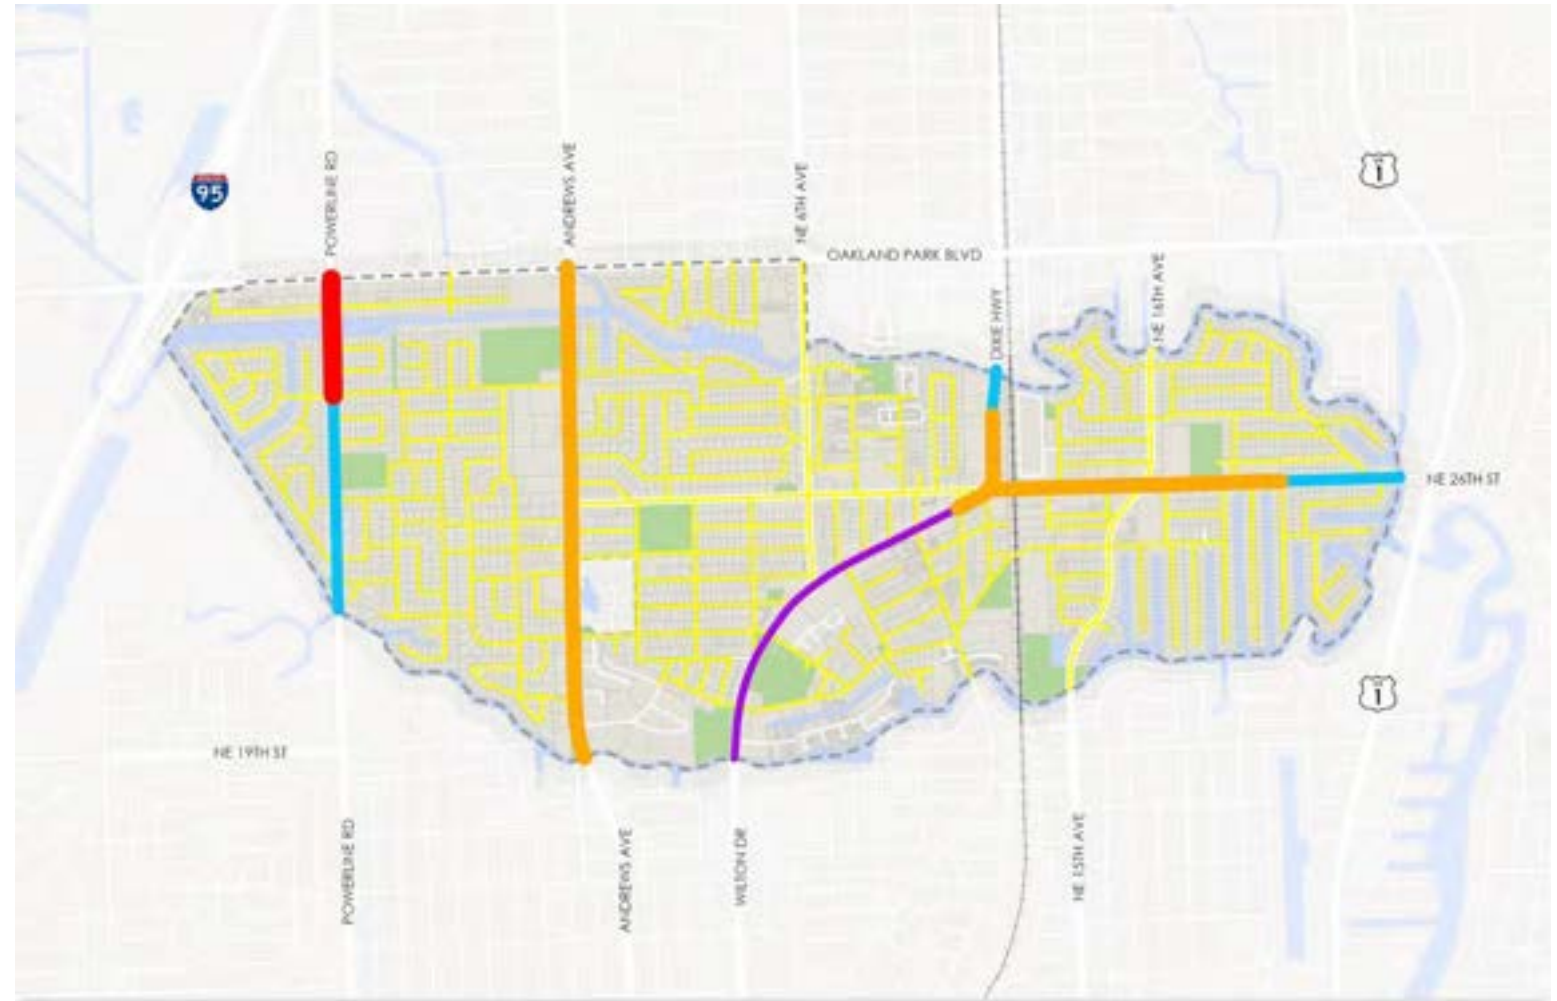 95
POWERLINE RD
ANDREWS AVE
NE 6TH AVE
1
OAKLAND PARK BLVD
NE 16TH AVE
DIXIE HWY
NE 26TH ST
1
NE 19TH ST
POWERLINE RD
ANDREWS AVE
WILTON DR
NE 15TH AVE